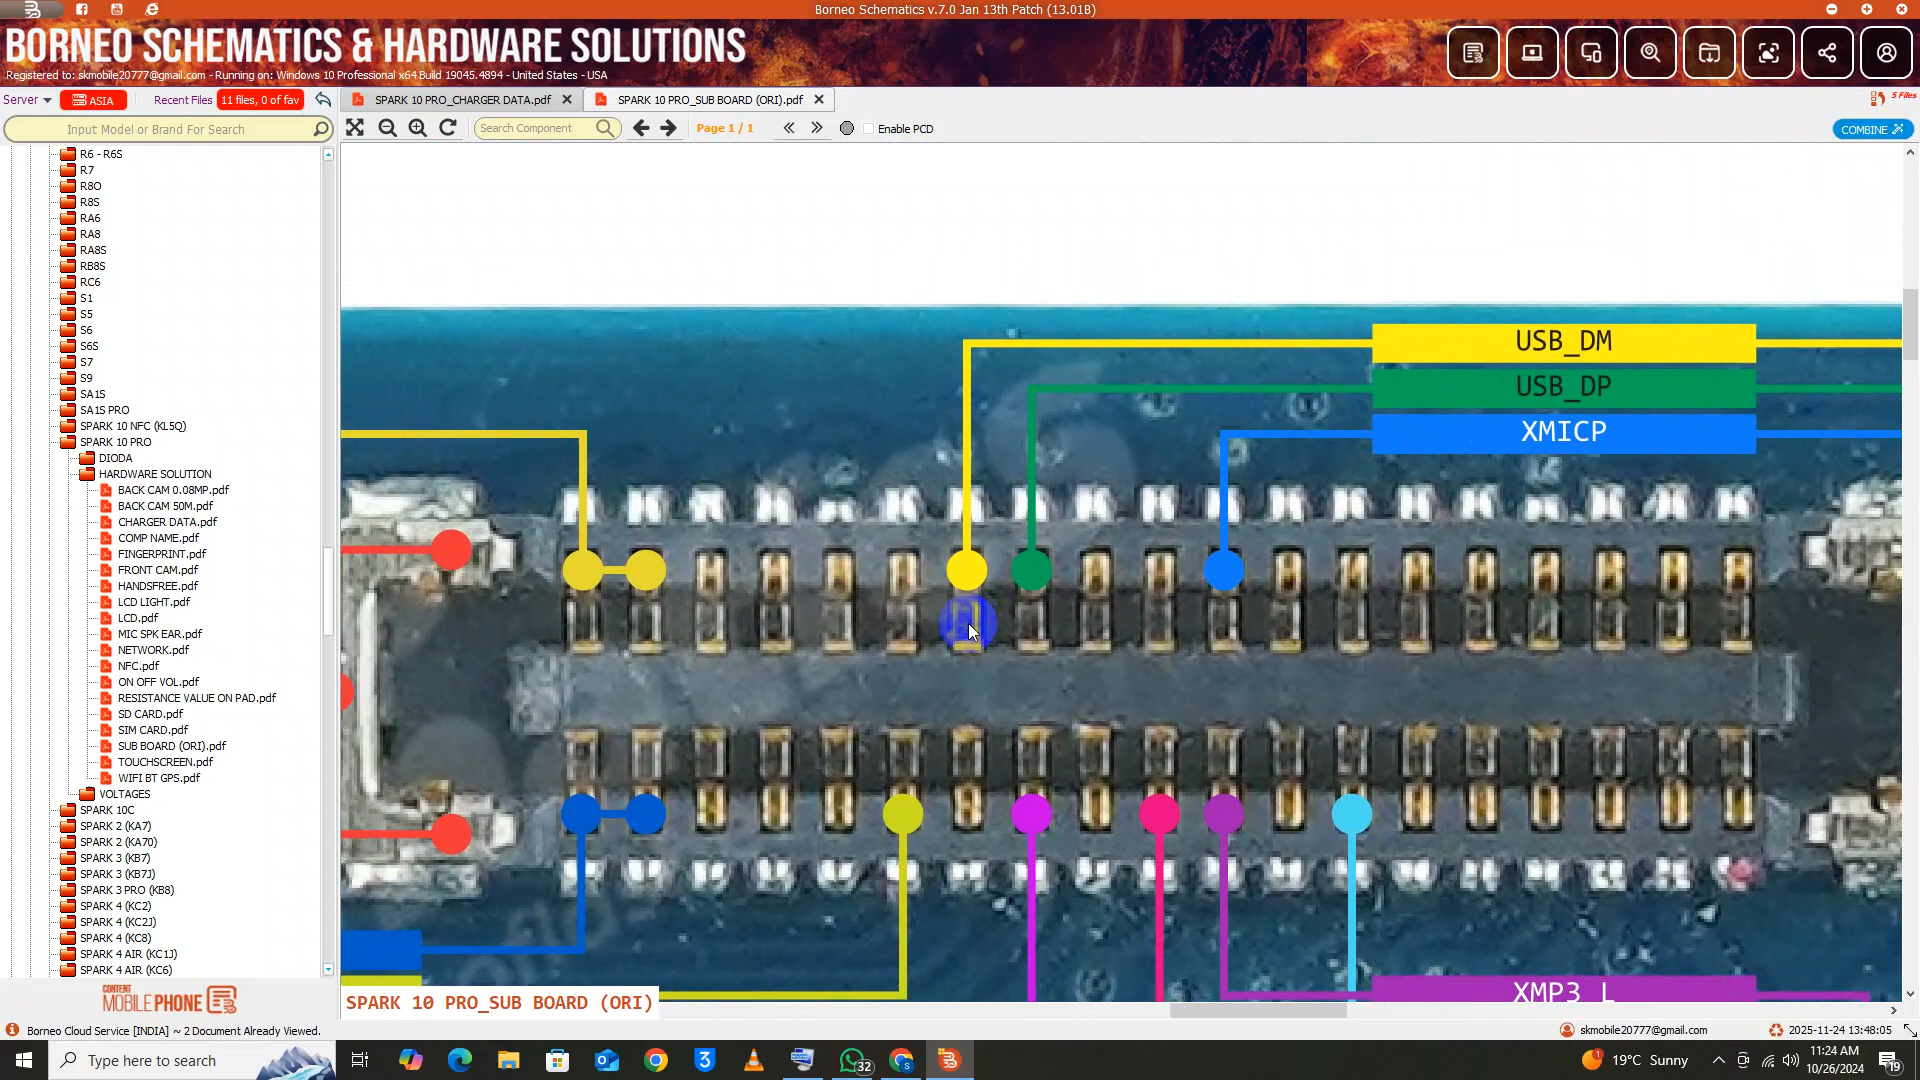 Borneo Schematics v.7.0 Jan 13th Patch (13.01B)
BORNEO SCHEMATICS & HARDWARE SOLUTIONS
Registered to: skmobile20777@gmail.com - Running on: Windows 10 Professional x64 Build 19045.4894 - United States - USA
Server
ASIA
Recent Files
11 files, 0 of fav
SPARK 10 PRO_CHARGER DATA.pdf
SPARK 10 PRO_SUB BOARD (ORI).pdf
5 Files
Input Model or Brand For Search
Search Component
Page 1 / 1
Enable PCD
COMBINE
R6 - R6S
R7
R8O
R8S
RA6
RA8
RA8S
RB8S
RC6
S1
S5
S6
S6S
S7
S9
SA1S
SA1S PRO
SPARK 10 NFC (KL5Q)
SPARK 10 PRO
DIODA
HARDWARE SOLUTION
BACK CAM 0.08MP.pdf
BACK CAM 50M.pdf
CHARGER DATA.pdf
COMP NAME.pdf
FINGERPRINT.pdf
FRONT CAM.pdf
HANDSFREE.pdf
LCD LIGHT.pdf
LCD.pdf
MIC SPK EAR.pdf
NETWORK.pdf
NFC.pdf
ON OFF VOL.pdf
RESISTANCE VALUE ON PAD.pdf
SD CARD.pdf
SIM CARD.pdf
SUB BOARD (ORI).pdf
TOUCHSCREEN.pdf
WIFI BT GPS.pdf
VOLTAGES
SPARK 10C
SPARK 2 (KA7)
SPARK 2 (KA70)
SPARK 3 (KB7)
SPARK 3 (KB7J)
SPARK 3 PRO (KB8)
SPARK 4 (KC2)
SPARK 4 (KC2J)
SPARK 4 (KC8)
SPARK 4 AIR (KC1J)
SPARK 4 AIR (KC6)
USB_DM
USB_DP
XMICP
XMP3_L
SPARK 10 PRO_SUB BOARD (ORI)
CONTENT
MOBILEPHONE
Borneo Cloud Service [INDIA] ~ 2 Document Already Viewed.
skmobile20777@gmail.com
2025-11-24 13:48:05
Type here to search
32
19°C Sunny
11:24 AM
10/26/2024
19